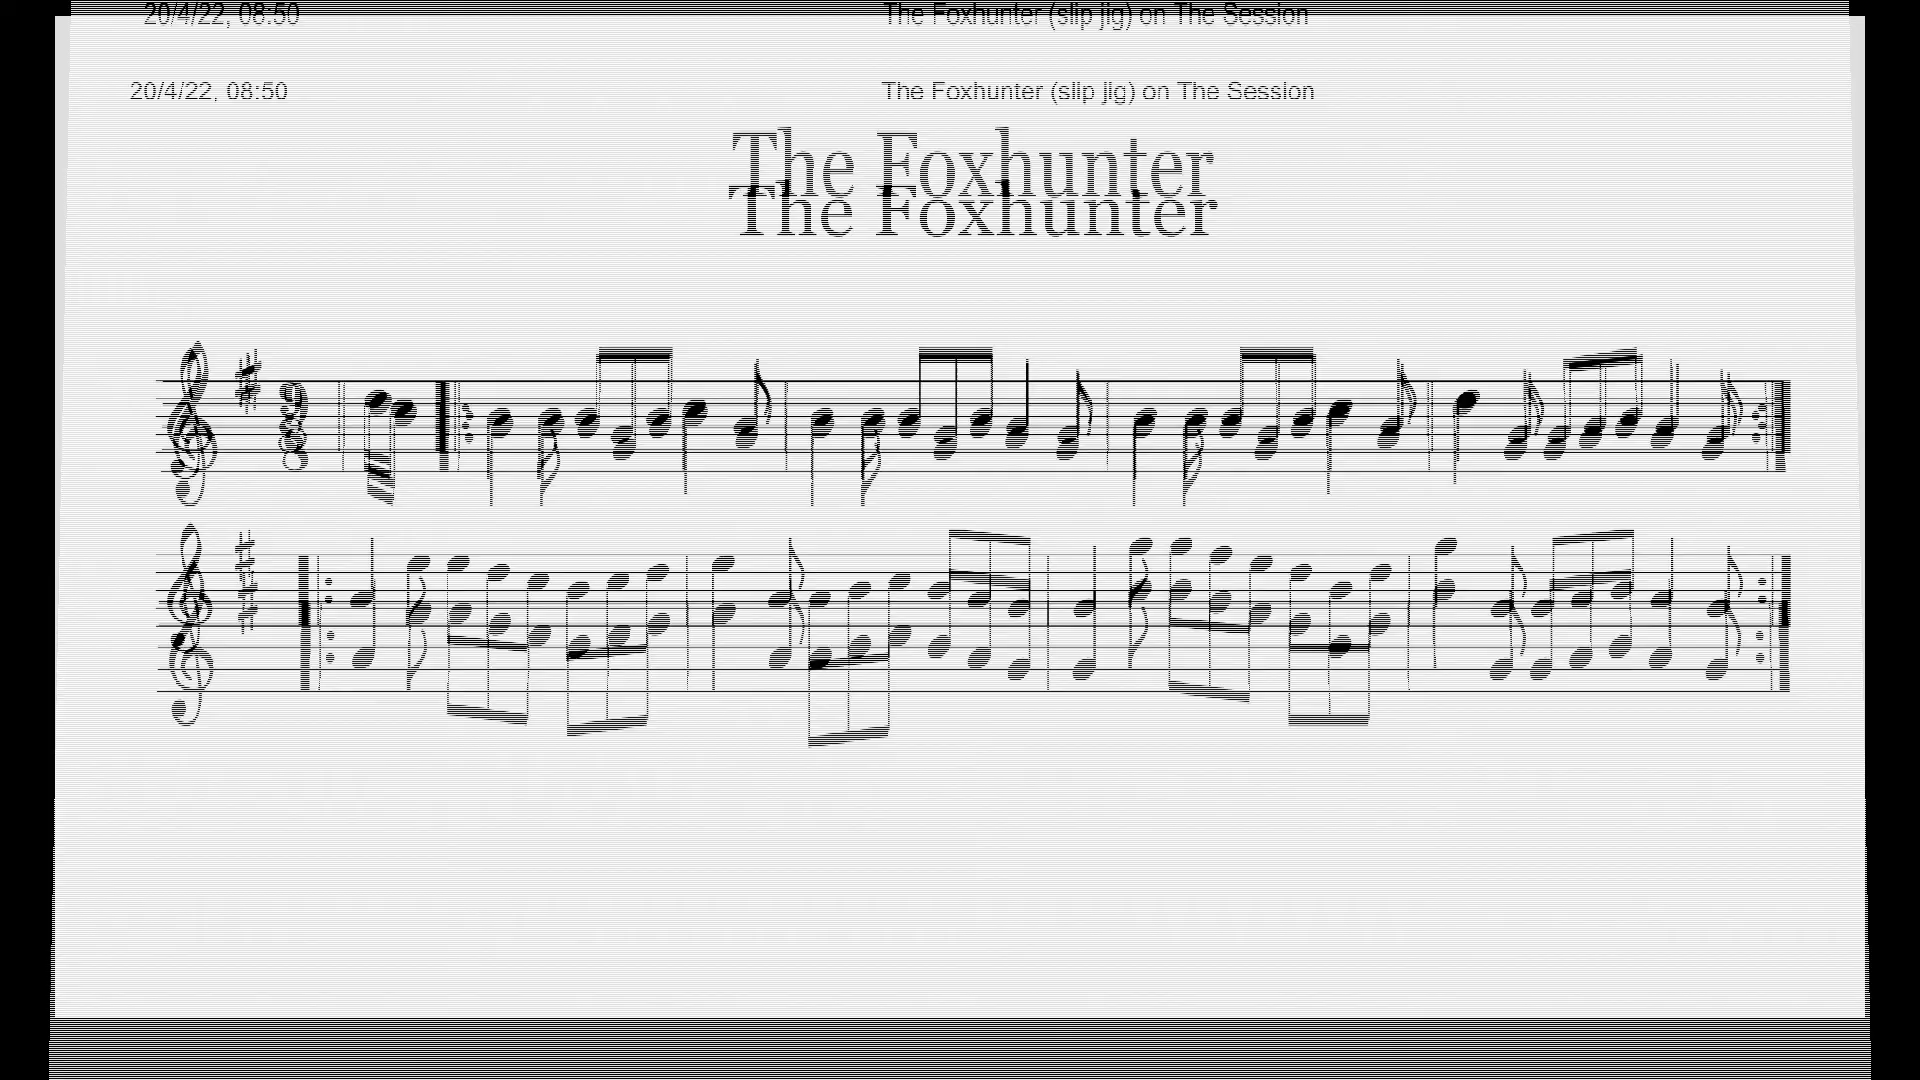 20/4/22, 08:50 The Foxhunter (slip jig) on The Session
20/4/22, 08:50 The Foxhunter (slip jig) on The Session
The Foxhunter
The Foxhunter